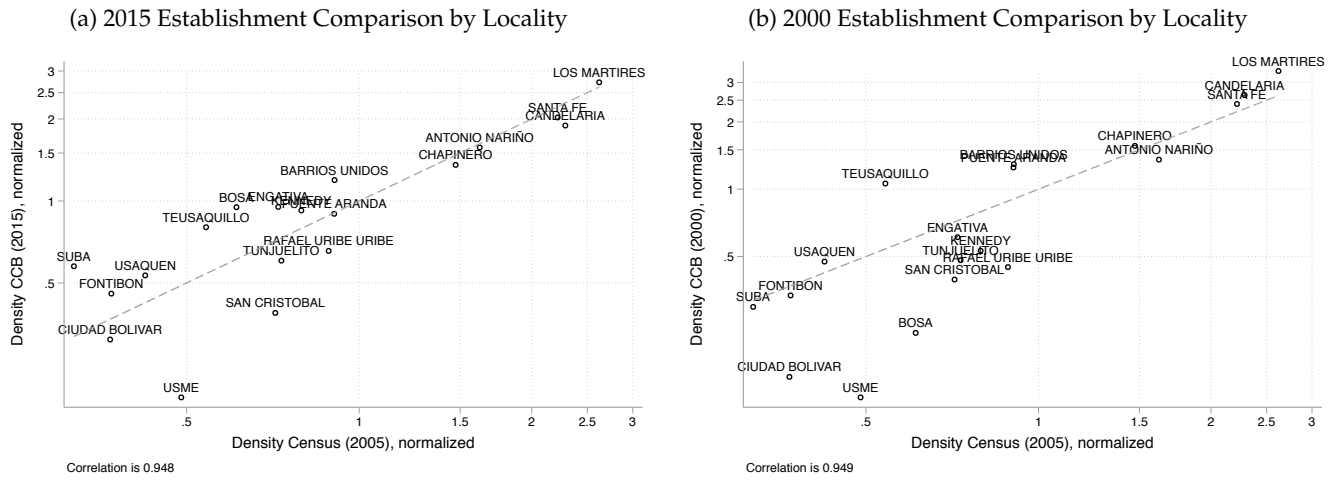 (a) 2015 Establishment Comparison by Locality
3
2.5
2
1.5
1
.5
Density CCB (2015), normalized
LOS MARTIRES
SANTA FE
CANDELARIA
ANTONIO NARIÑO
CHAPINERO
BARRIOS UNIDOS
BOSA
ENGATIVA
KENNEDY
PUENTE ARANDA
TEUSAQUILLO
RAFAEL URIBE URIBE
TUNJUELITO
SUBA
USAQUEN
FONTIBON
SAN CRISTOBAL
CIUDAD BOLIVAR
USME
.5 1 1.5 2 2.5 3
Density Census (2005), normalized
Correlation is 0.948
(b) 2000 Establishment Comparison by Locality
3
2.5
2
1.5
1
.5
Density CCB (2000), normalized
LOS MARTIRES
CANDELARIA
SANTA FE
CHAPINERO
ANTONIO NARIÑO
BARRIOS UNIDOS
PUENTE ARANDA
TEUSAQUILLO
ENGATIVA
KENNEDY
TUNJUELITO
RAFAEL URIBE URIBE
USAQUEN
SAN CRISTOBAL
FONTIBON
SUBA
BOSA
CIUDAD BOLIVAR
USME
.5 1 1.5 2 2.5 3
Density Census (2005), normalized
Correlation is 0.949